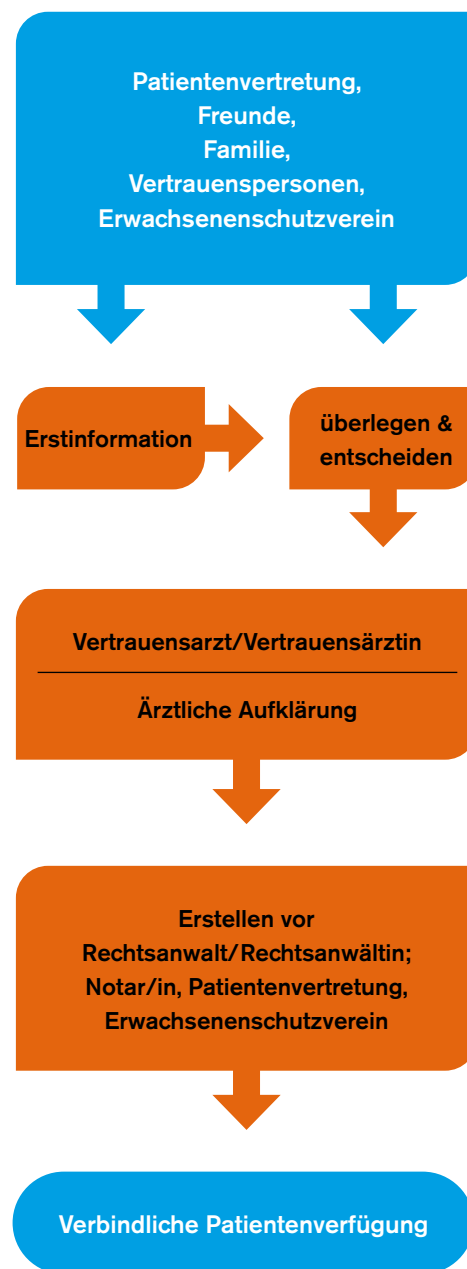 Patientenvertretung,
Freunde,
Familie,
Vertrauenspersonen,
Erwachsenenschutzverein
Erstinformation
überlegen &
entscheiden
Vertrauensarzt/Vertrauensärztin
Ärztliche Aufklärung
Erstellen vor
Rechtsanwalt/Rechtsanwältin;
Notar/in, Patientenvertretung,
Erwachsenenschutzverein
Verbindliche Patientenverfügung